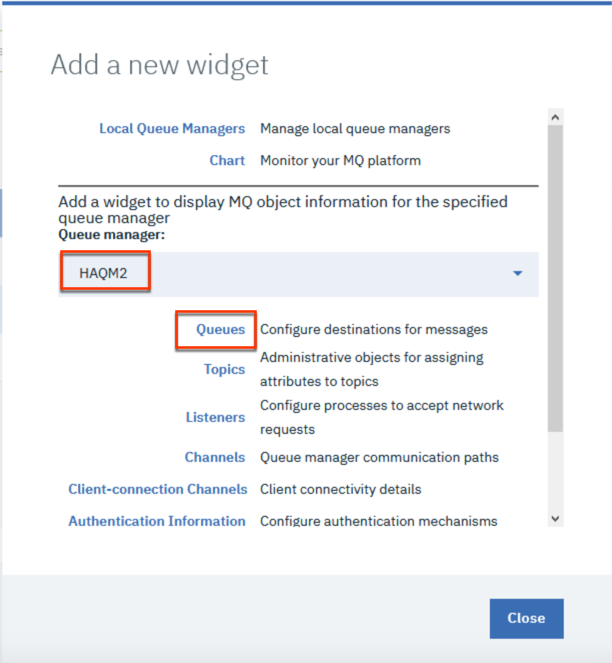 Add a new widget
Local Queue Managers Manage local queue managers
Chart Monitor your MQ platform
Add a widget to display MQ object information for the specified
queue manager
Queue manager:
HAQM2
Queues Configure destinations for messages
Topics Administrative objects for assigning
attributes to topics
Listeners Configure processes to accept network
requests
Channels Queue manager communication paths
Client-connection Channels Client connectivity details
Authentication Information Configure authentication mechanisms
Close